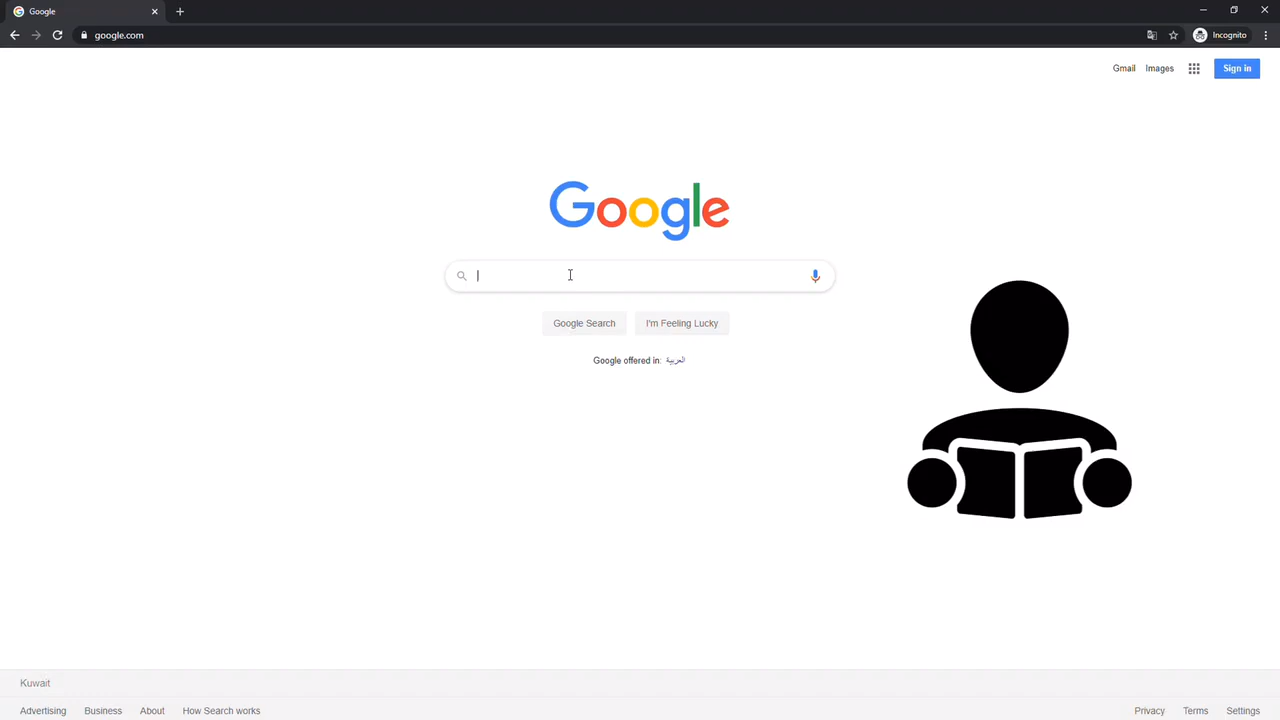 Google
google.com
Incognito
Gmail Images
Sign in
Google
Google Search I'm Feeling Lucky
Google offered in: العربية
Kuwait
Advertising Business About How Search works
Privacy Terms Settings